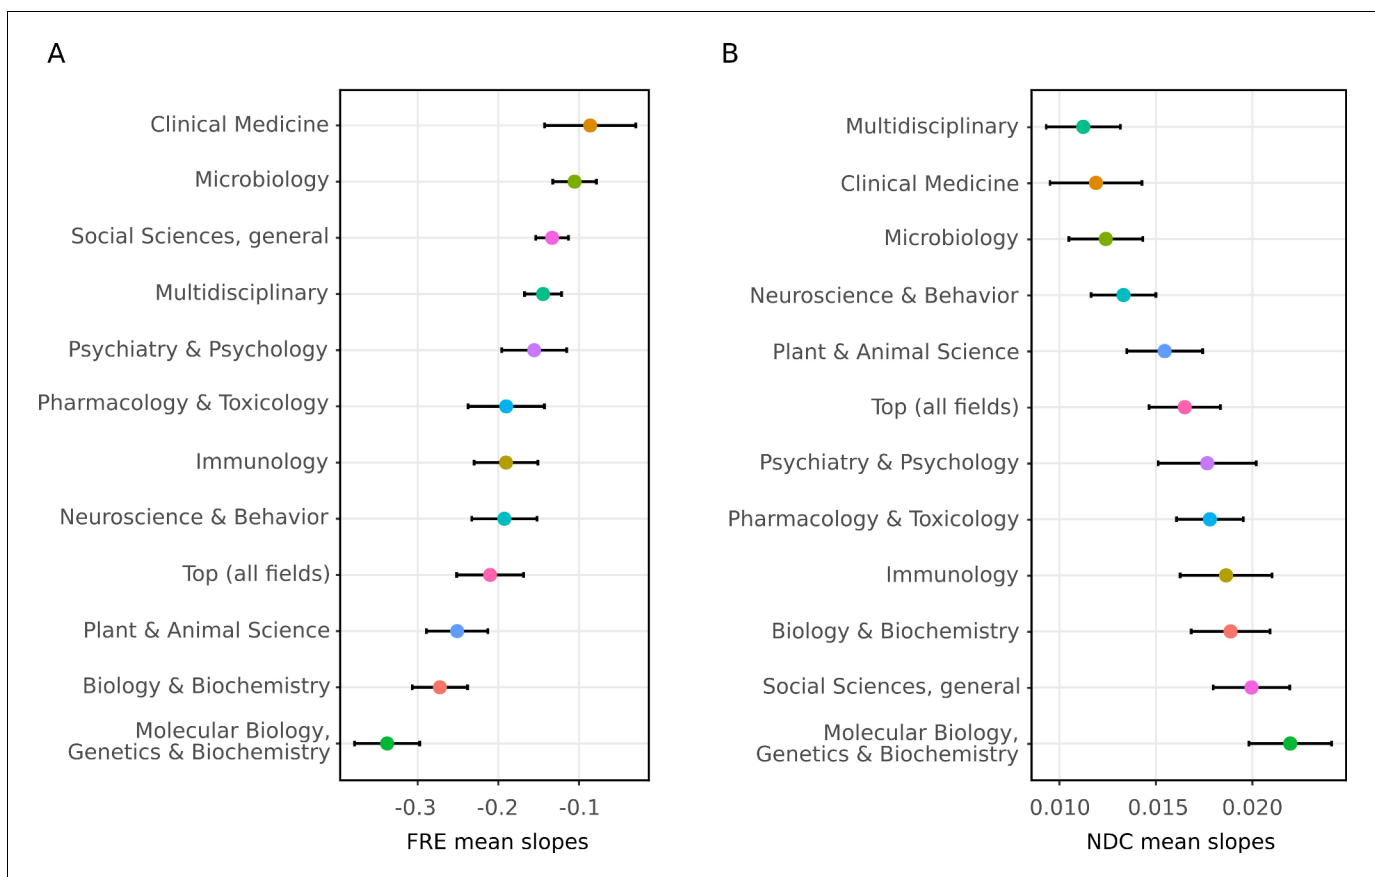 A
Clinical Medicine
Microbiology
Social Sciences, general
Multidisciplinary
Psychiatry & Psychology
Pharmacology & Toxicology
Immunology
Neuroscience & Behavior
Top (all fields)
Plant & Animal Science
Biology & Biochemistry
Molecular Biology,
Genetics & Biochemistry
-0.3 -0.2 -0.1
FRE mean slopes
B
Multidisciplinary
Clinical Medicine
Microbiology
Neuroscience & Behavior
Plant & Animal Science
Top (all fields)
Psychiatry & Psychology
Pharmacology & Toxicology
Immunology
Biology & Biochemistry
Social Sciences, general
Molecular Biology,
Genetics & Biochemistry
0.010 0.015 0.020
NDC mean slopes